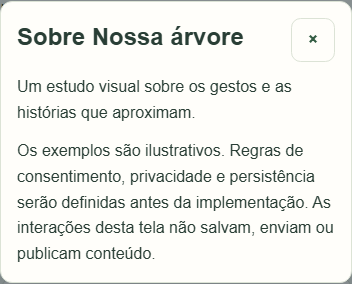 Sobre Nossa árvore
×
Um estudo visual sobre os gestos e as
histórias que aproximam.
Os exemplos são ilustrativos. Regras de
consentimento, privacidade e persistência
serão definidas antes da implementação. As
interações desta tela não salvam, enviam ou
publicam conteúdo.